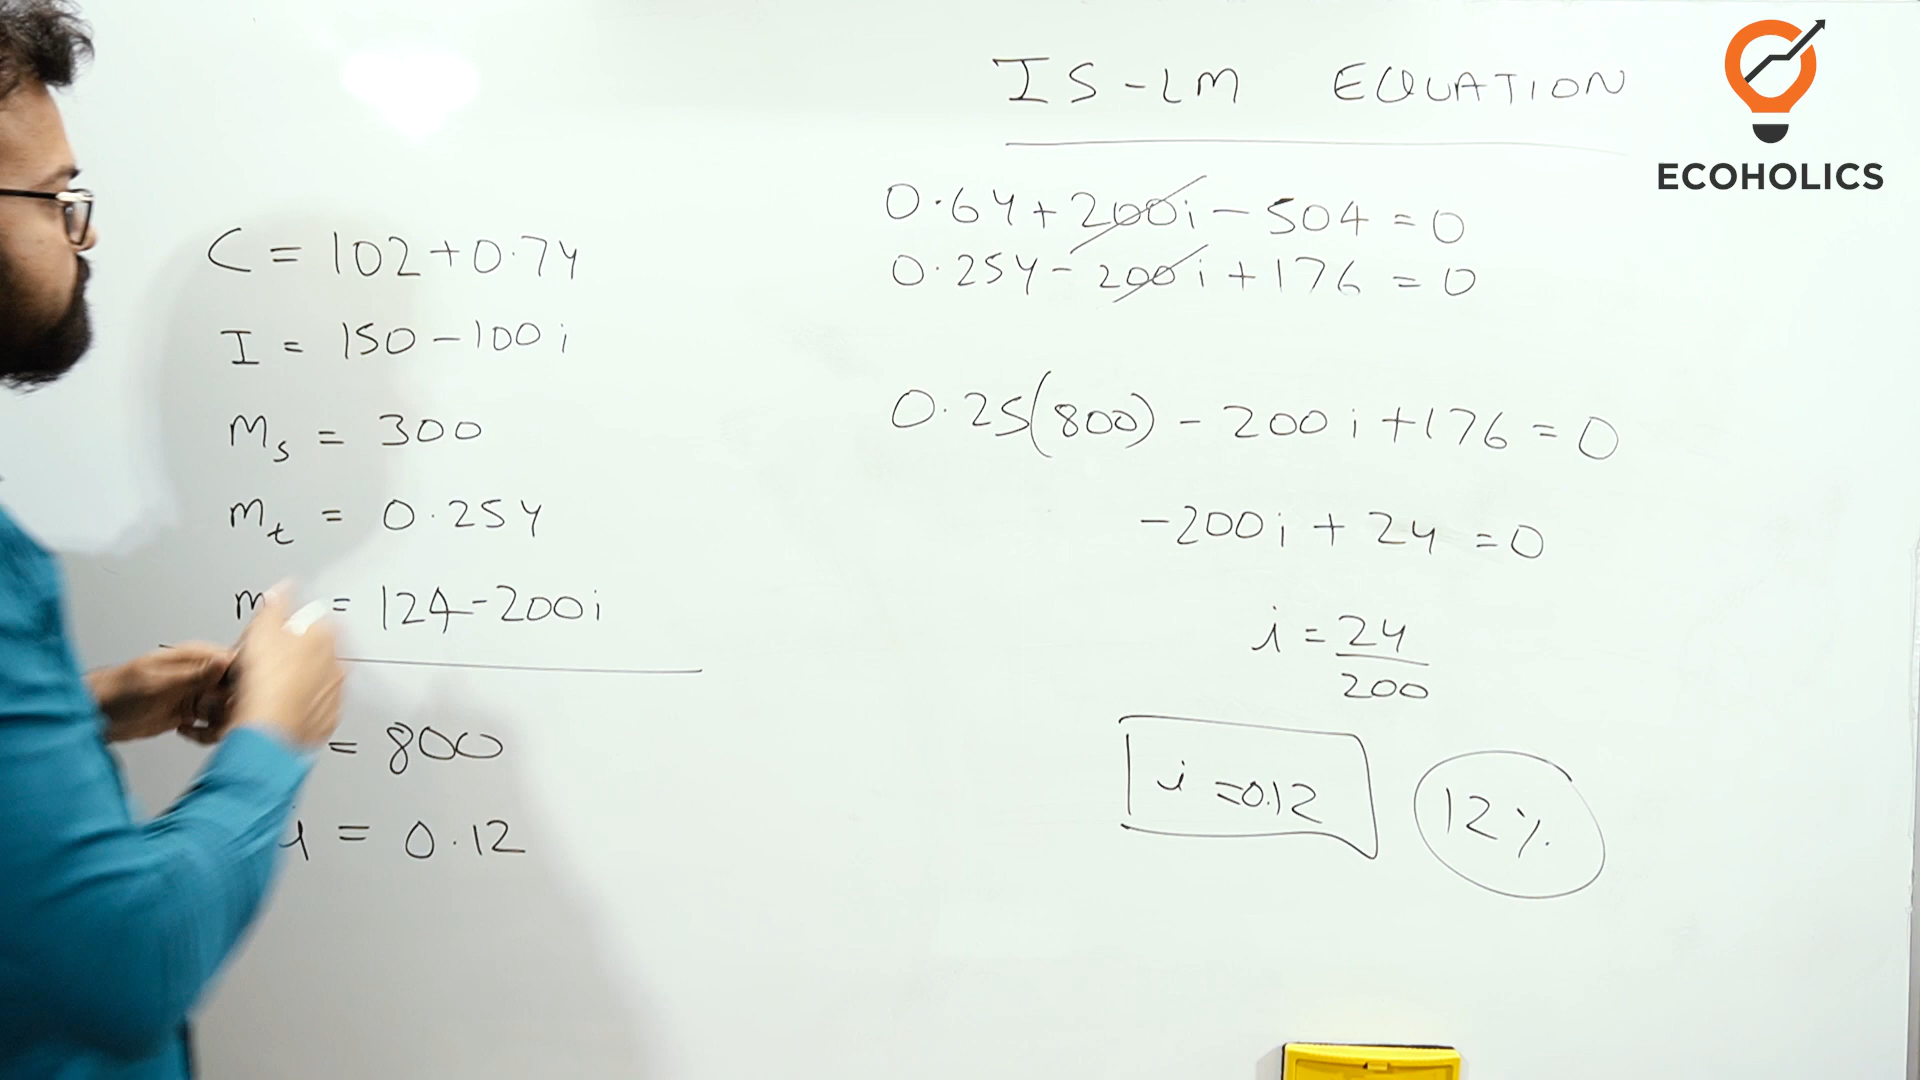 IS-LM EQUATION
ECOHOLICS
C = 102+0.7Y
I = 150-100i
Ms = 300
mt = 0.25Y
m = 124-200i
= 800
i = 0.12
0.6Y+200i-504=0
0.25Y-200i+176=0
0.25(800)-200i+176=0
-200i+24=0
i=24
200
i=0.12
12%